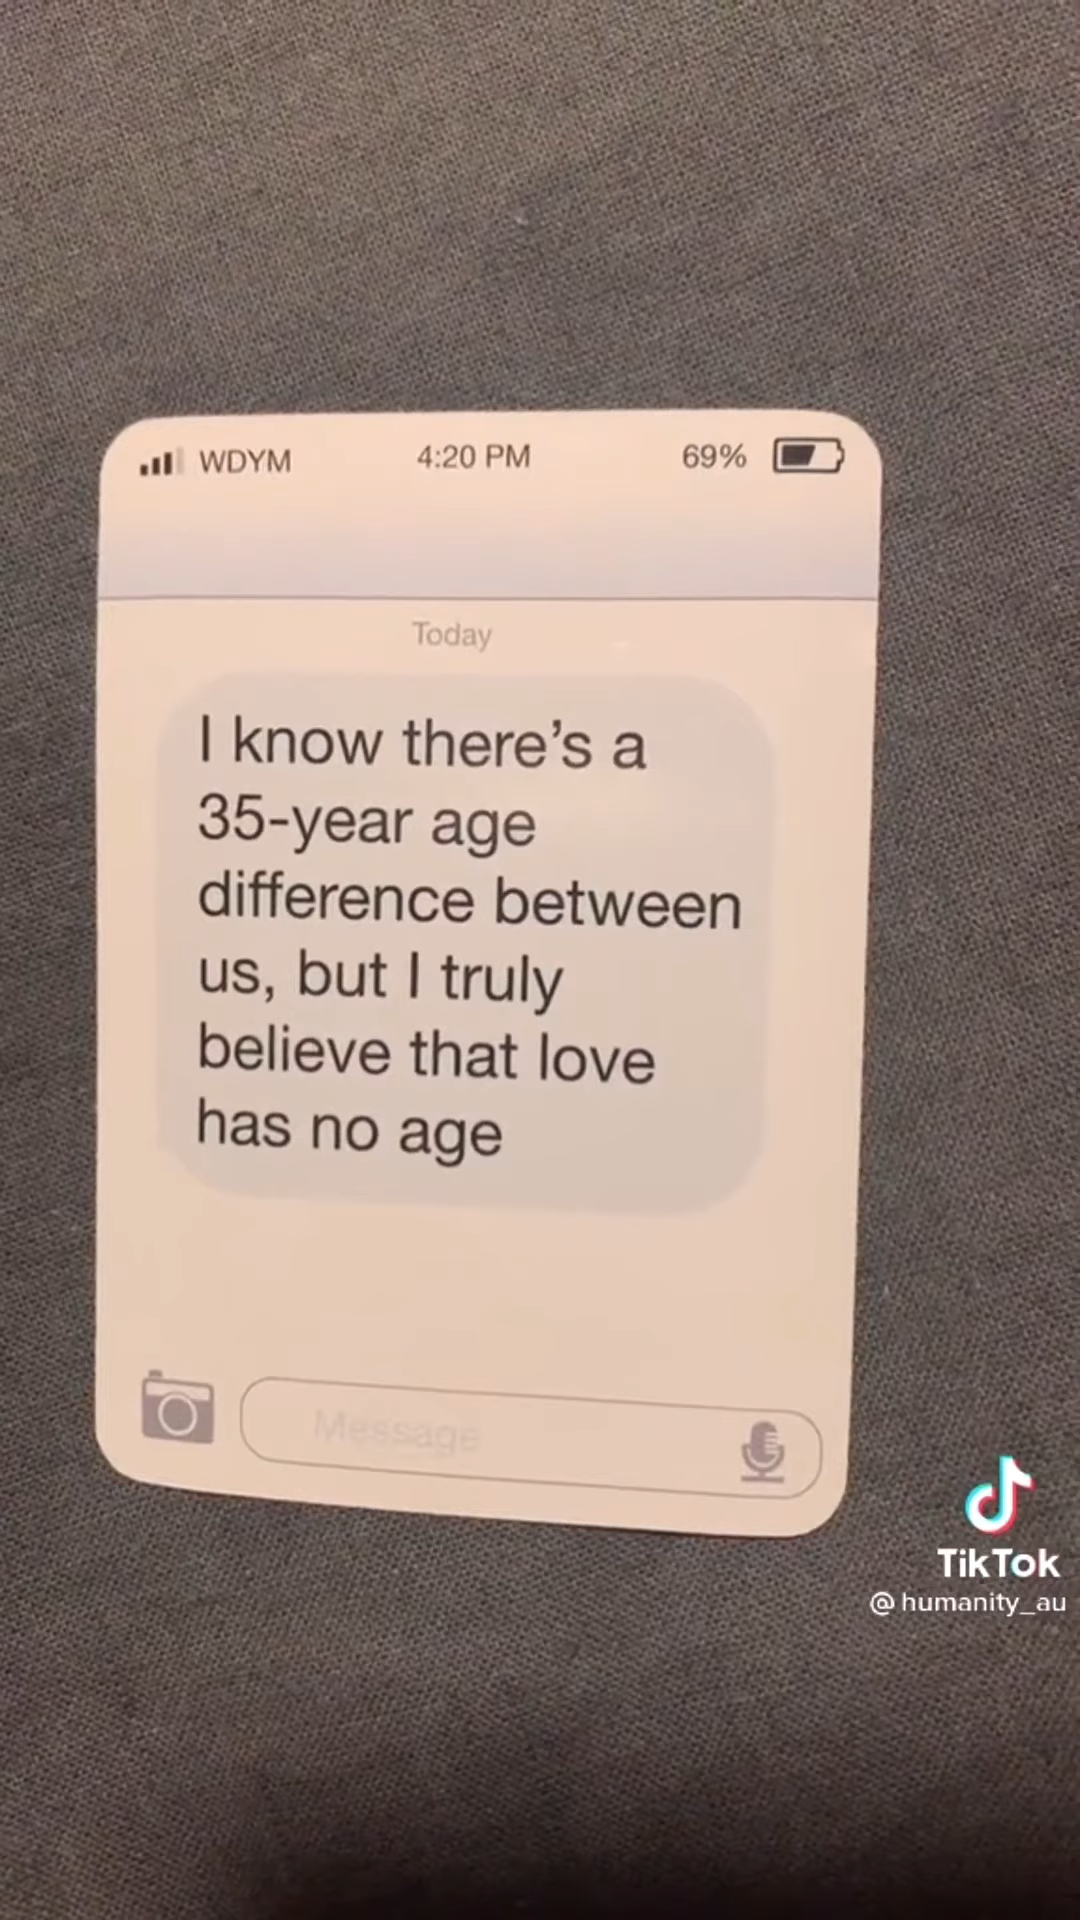 WDYM 4:20 PM 69%
Today
I know there's a
35-year age
difference between
us, but I truly
believe that love
has no age
Message
TikTok
@humanity_au